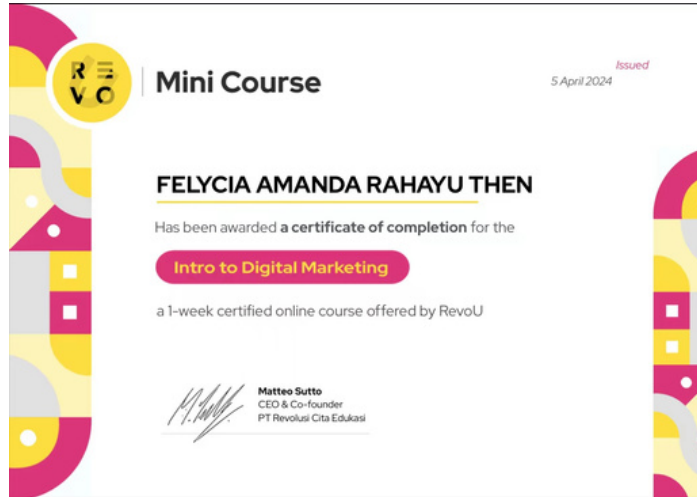 RE
VO
Mini Course
Issued
5 April 2024
FELYCIA AMANDA RAHAYU THEN
Has been awarded a certificate of completion for the
Intro to Digital Marketing
a 1-week certified online course offered by RevoU
Matteo Sutto
CEO & Co-founder
PT Revolusi Cita Edukasi